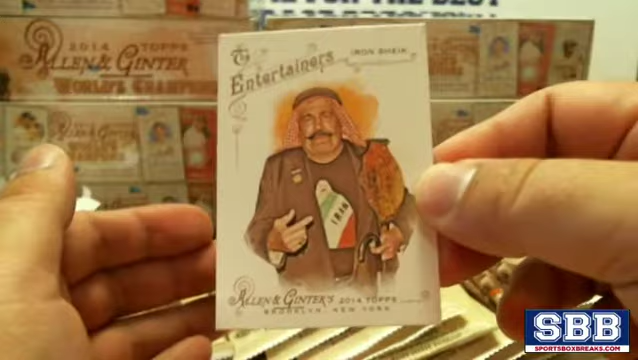 2014 TOPPS
ALLEN & GINTER
WORLD'S CHAMPIONS
IRON SHEIK
Entertainers
IRAN
ALLEN & GINTER'S 2014 TOPPS
BROOKLYN, NEW YORK
SBB
SPORTSBOXBREAKS.COM